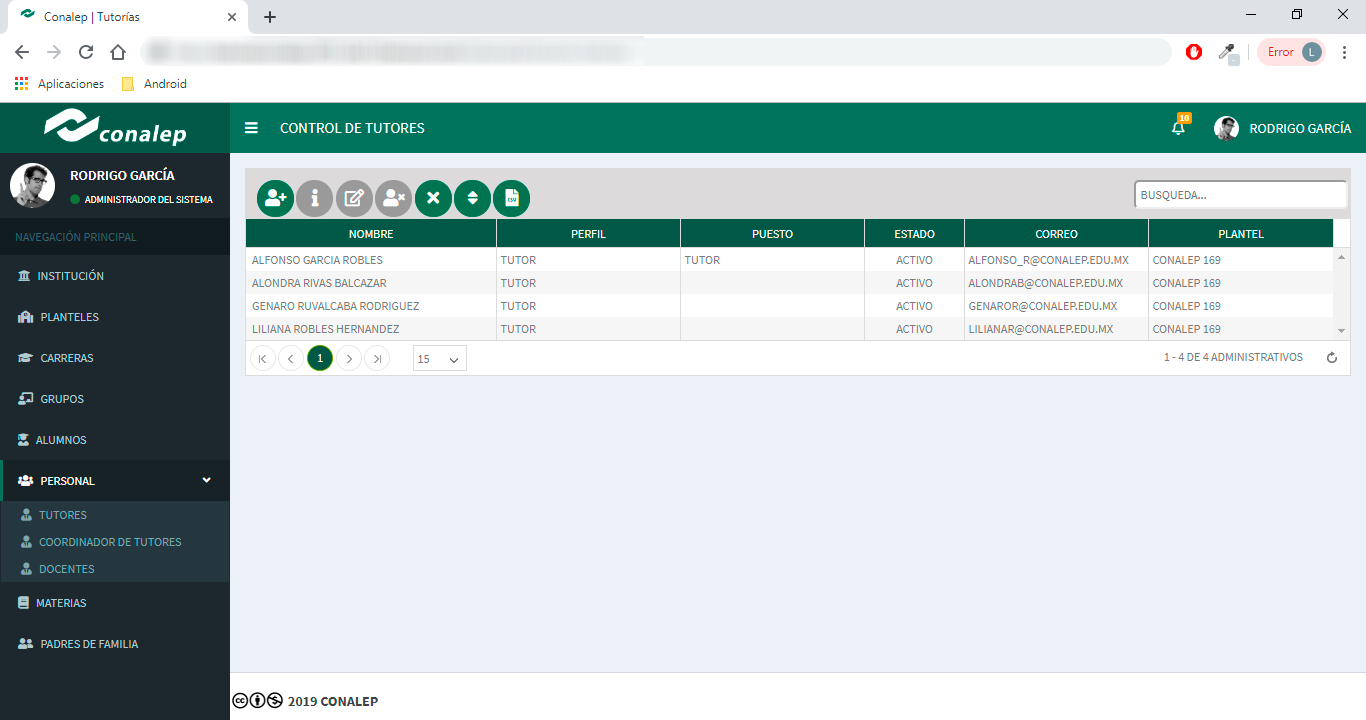 Conalep | Tutorías
Error L
Aplicaciones Android
conalep
CONTROL DE TUTORES
10
RODRIGO GARCÍA
RODRIGO GARCÍA
ADMINISTRADOR DEL SISTEMA
NAVEGACIÓN PRINCIPAL
INSTITUCIÓN
PLANTELES
CARRERAS
GRUPOS
ALUMNOS
PERSONAL
TUTORES
COORDINADOR DE TUTORES
DOCENTES
MATERIAS
PADRES DE FAMILIA
CSV
BUSQUEDA...
NOMBRE PERFIL PUESTO ESTADO CORREO PLANTEL
ALFONSO GARCIA ROBLES TUTOR TUTOR ACTIVO ALFONSO_R@CONALEP.EDU.MX CONALEP 169
ALONDRA RIVAS BALCAZAR TUTOR ACTIVO ALONDRAB@CONALEP.EDU.MX CONALEP 169
GENARO RUVALCABA RODRIGUEZ TUTOR ACTIVO GENAROR@CONALEP.EDU.MX CONALEP 169
LILIANA ROBLES HERNANDEZ TUTOR ACTIVO LILIANAR@CONALEP.EDU.MX CONALEP 169
1 15 1 - 4 DE 4 ADMINISTRATIVOS
2019 CONALEP